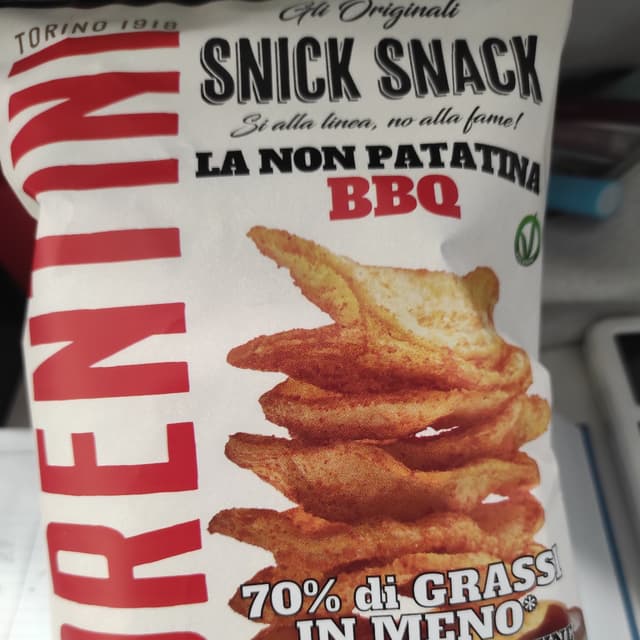 TORINO 1918
Gli Originali
SNICK SNACK
Si alla linea, no alla fame!
LA NON PATATINA
BBQ
70% di GRASSI
IN MENO*